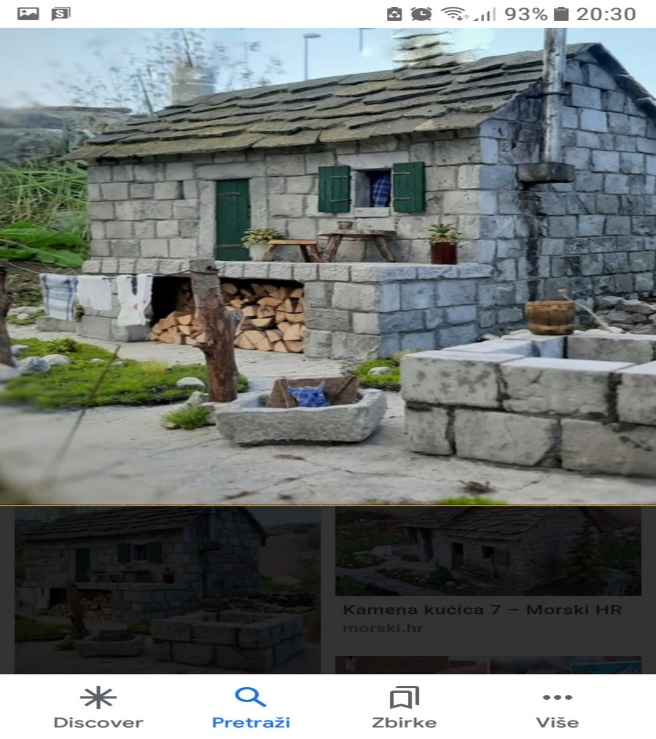 93% 20:30
Kamena kućica 7 – Morski HR
morski.hr
Discover Pretraži Zbirke Više